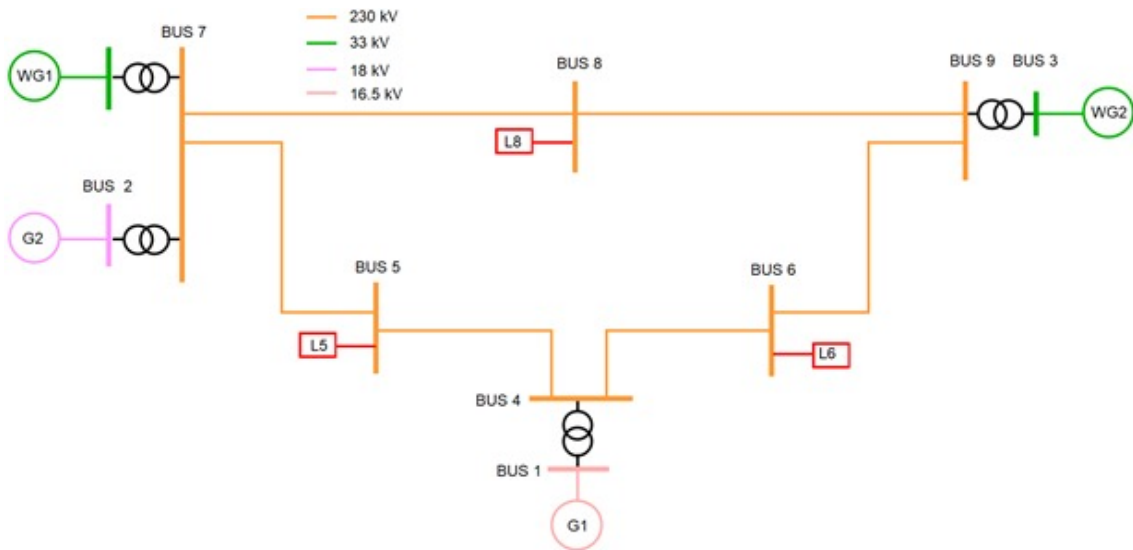 230 kV
33 kV
18 kV
16.5 kV
BUS 7
WG1
BUS 8
BUS 9
BUS 3
WG2
L8
BUS 2
G2
BUS 5
BUS 6
L5
L6
BUS 4
BUS 1
G1